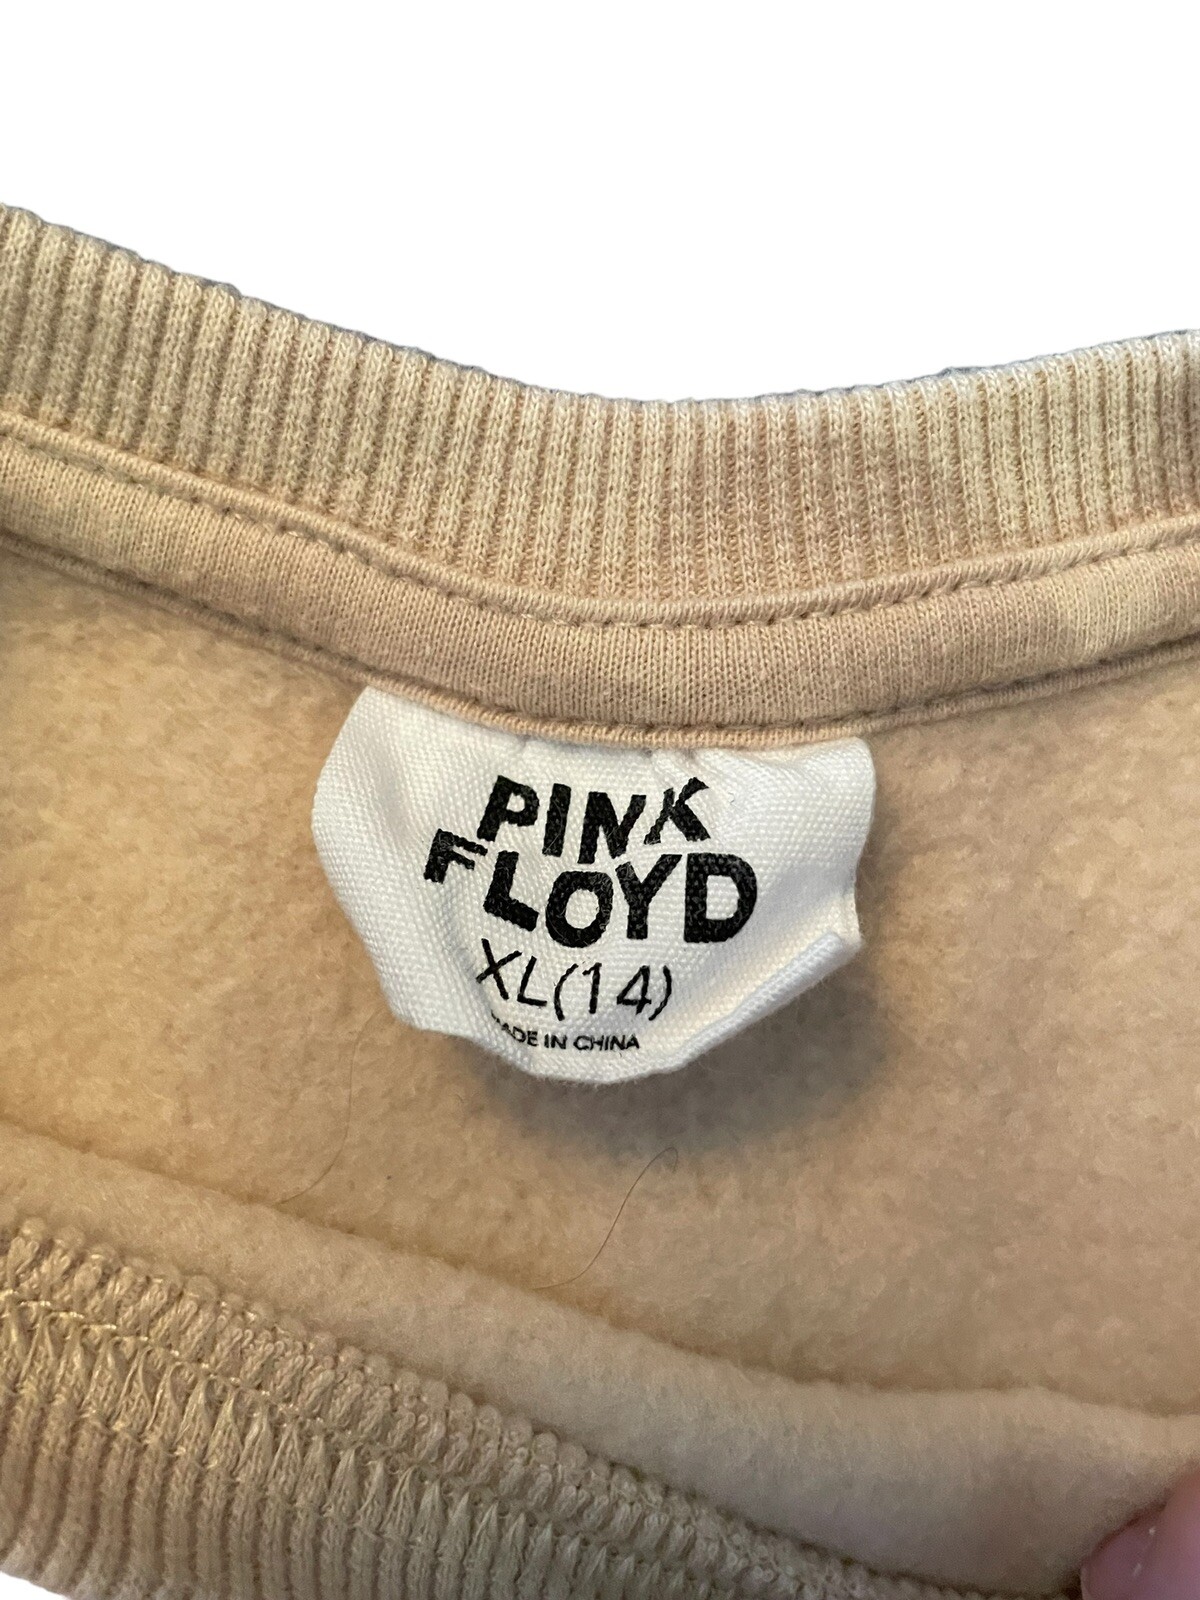 PINK
FLOYD
XL(14)
MADE IN CHINA